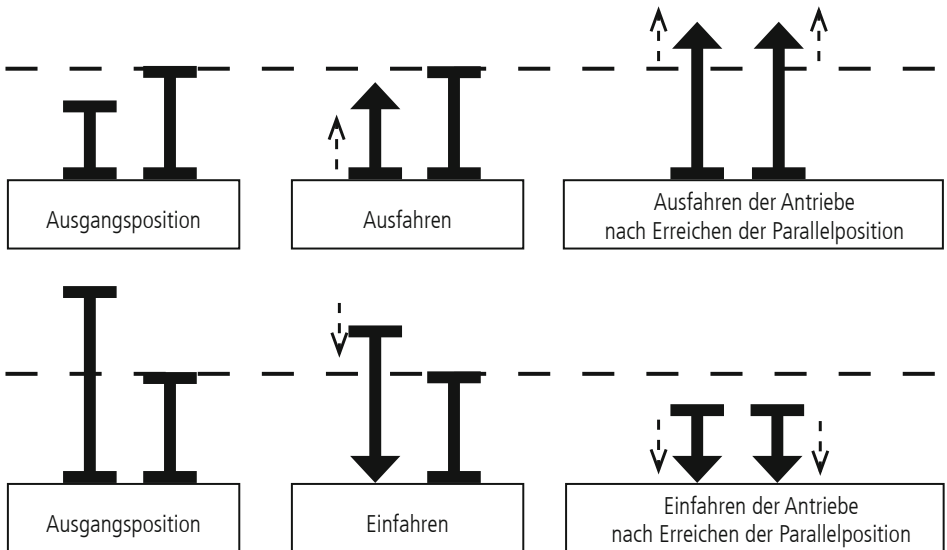 Ausgangsposition
Ausfahren
Ausfahren der Antriebe
nach Erreichen der Parallelposition
Ausgangsposition
Einfahren
Einfahren der Antriebe
nach Erreichen der Parallelposition